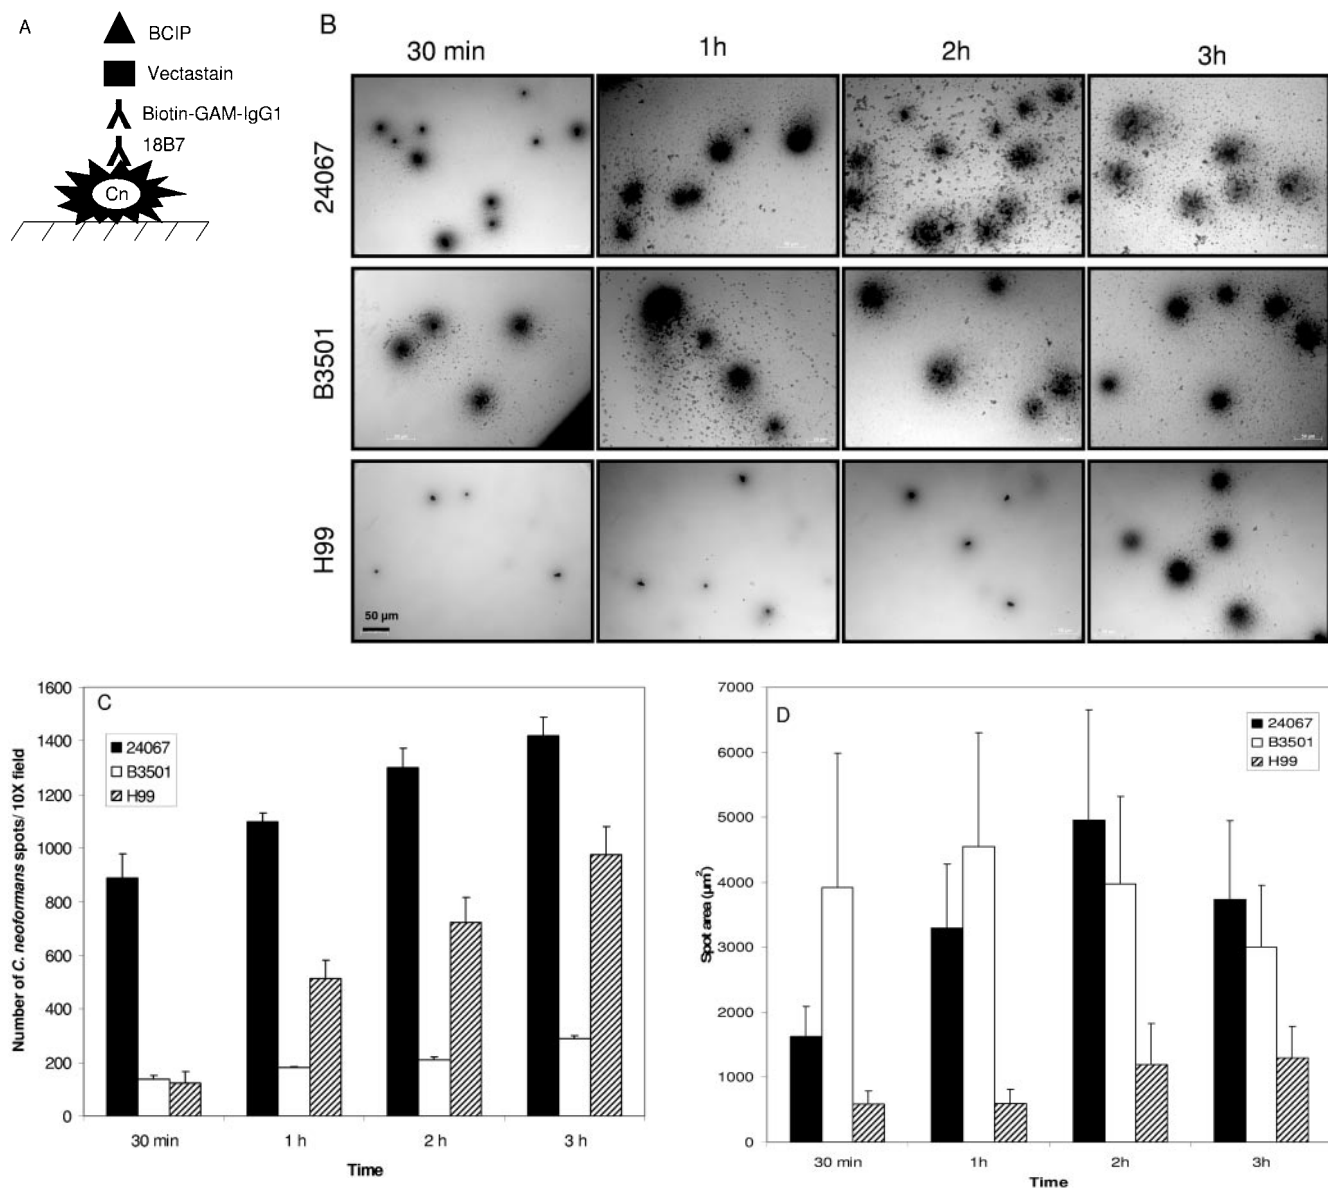 A
BCIP
Vectastain
Biotin-GAM-IgG1
18B7
Cn
B
30 min
1h
2h
3h
24067
B3501
H99
50 µm
C
24067
B3501
H99
1600
1400
1200
1000
800
600
400
200
0
Number of C. neoformans spots/ 10X field
30 min
1 h
2 h
3 h
Time
D
24067
B3501
H99
7000
6000
5000
4000
3000
2000
1000
0
Spot area (µm²)
30 min
1h
2h
3h
Time